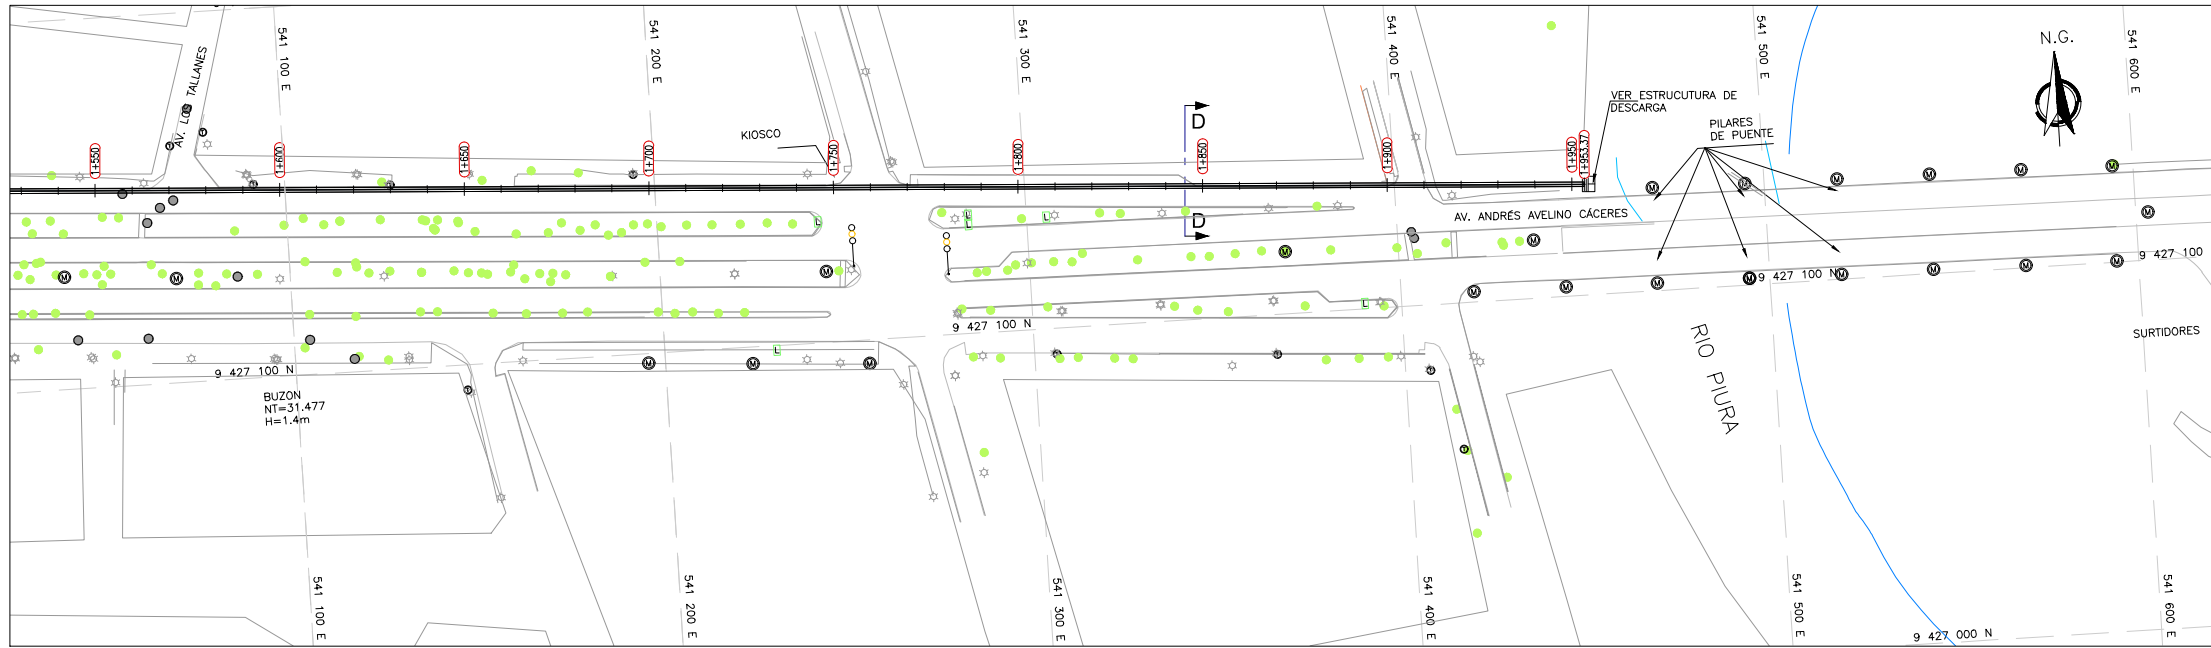 541 100 E
541 200 E
541 300 E
541 400 E
541 500 E
541 600 E
N.G.
AV. LOS TALLANES
KIOSCO
VER ESTRUCUTURA DE
DESCARGA
PILARES
DE PUENTE
1+550
1+600
1+650
1+700
1+750
1+800
1+850
1+900
1+950
1+953.37
D
D
AV. ANDRÉS AVELINO CÁCERES
9 427 100 N
9 427 100
9 427 100 N
9 427 100 N
RIO PIURA
SURTIDORES
BUZON
NT=31.477
H=1.4m
541 100 E
541 200 E
541 300 E
541 400 E
541 500 E
541 600 E
9 427 000 N